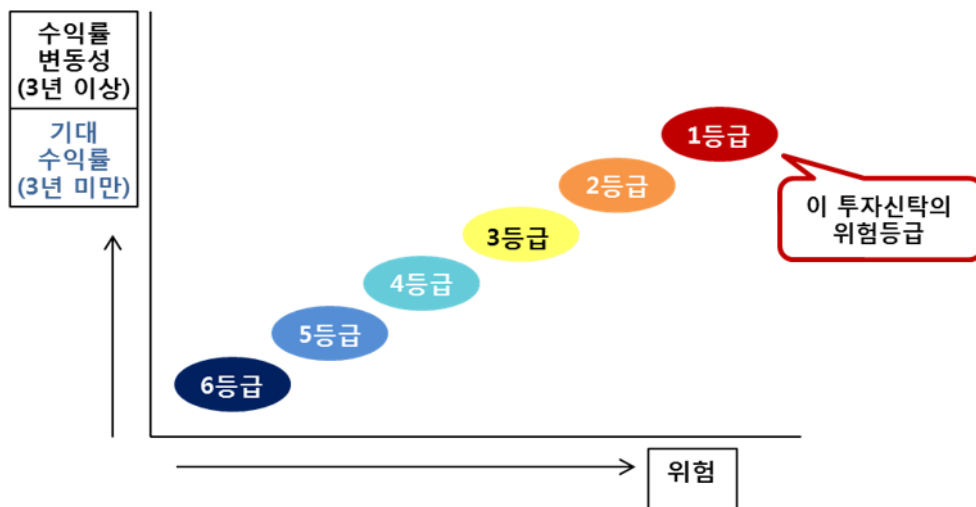 수익률
변동성
(3년 이상)
기대
수익률
(3년 미만)
1등급
2등급
이 투자신탁의
위험등급
3등급
4등급
5등급
6등급
위험